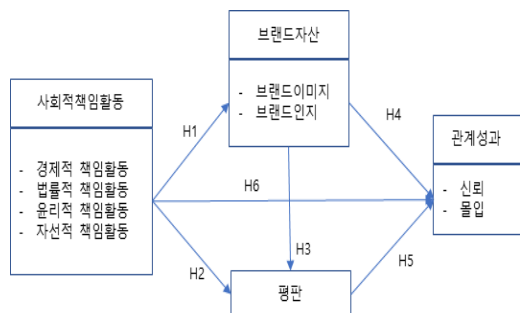 브랜드자산
- 브랜드이미지
- 브랜드인지
사회적책임활동
- 경제적 책임활동
- 법률적 책임활동
- 윤리적 책임활동
- 자선적 책임활동
H1
H4
관계성과
- 신뢰
- 몰입
H6
H3
H2
H5
평판